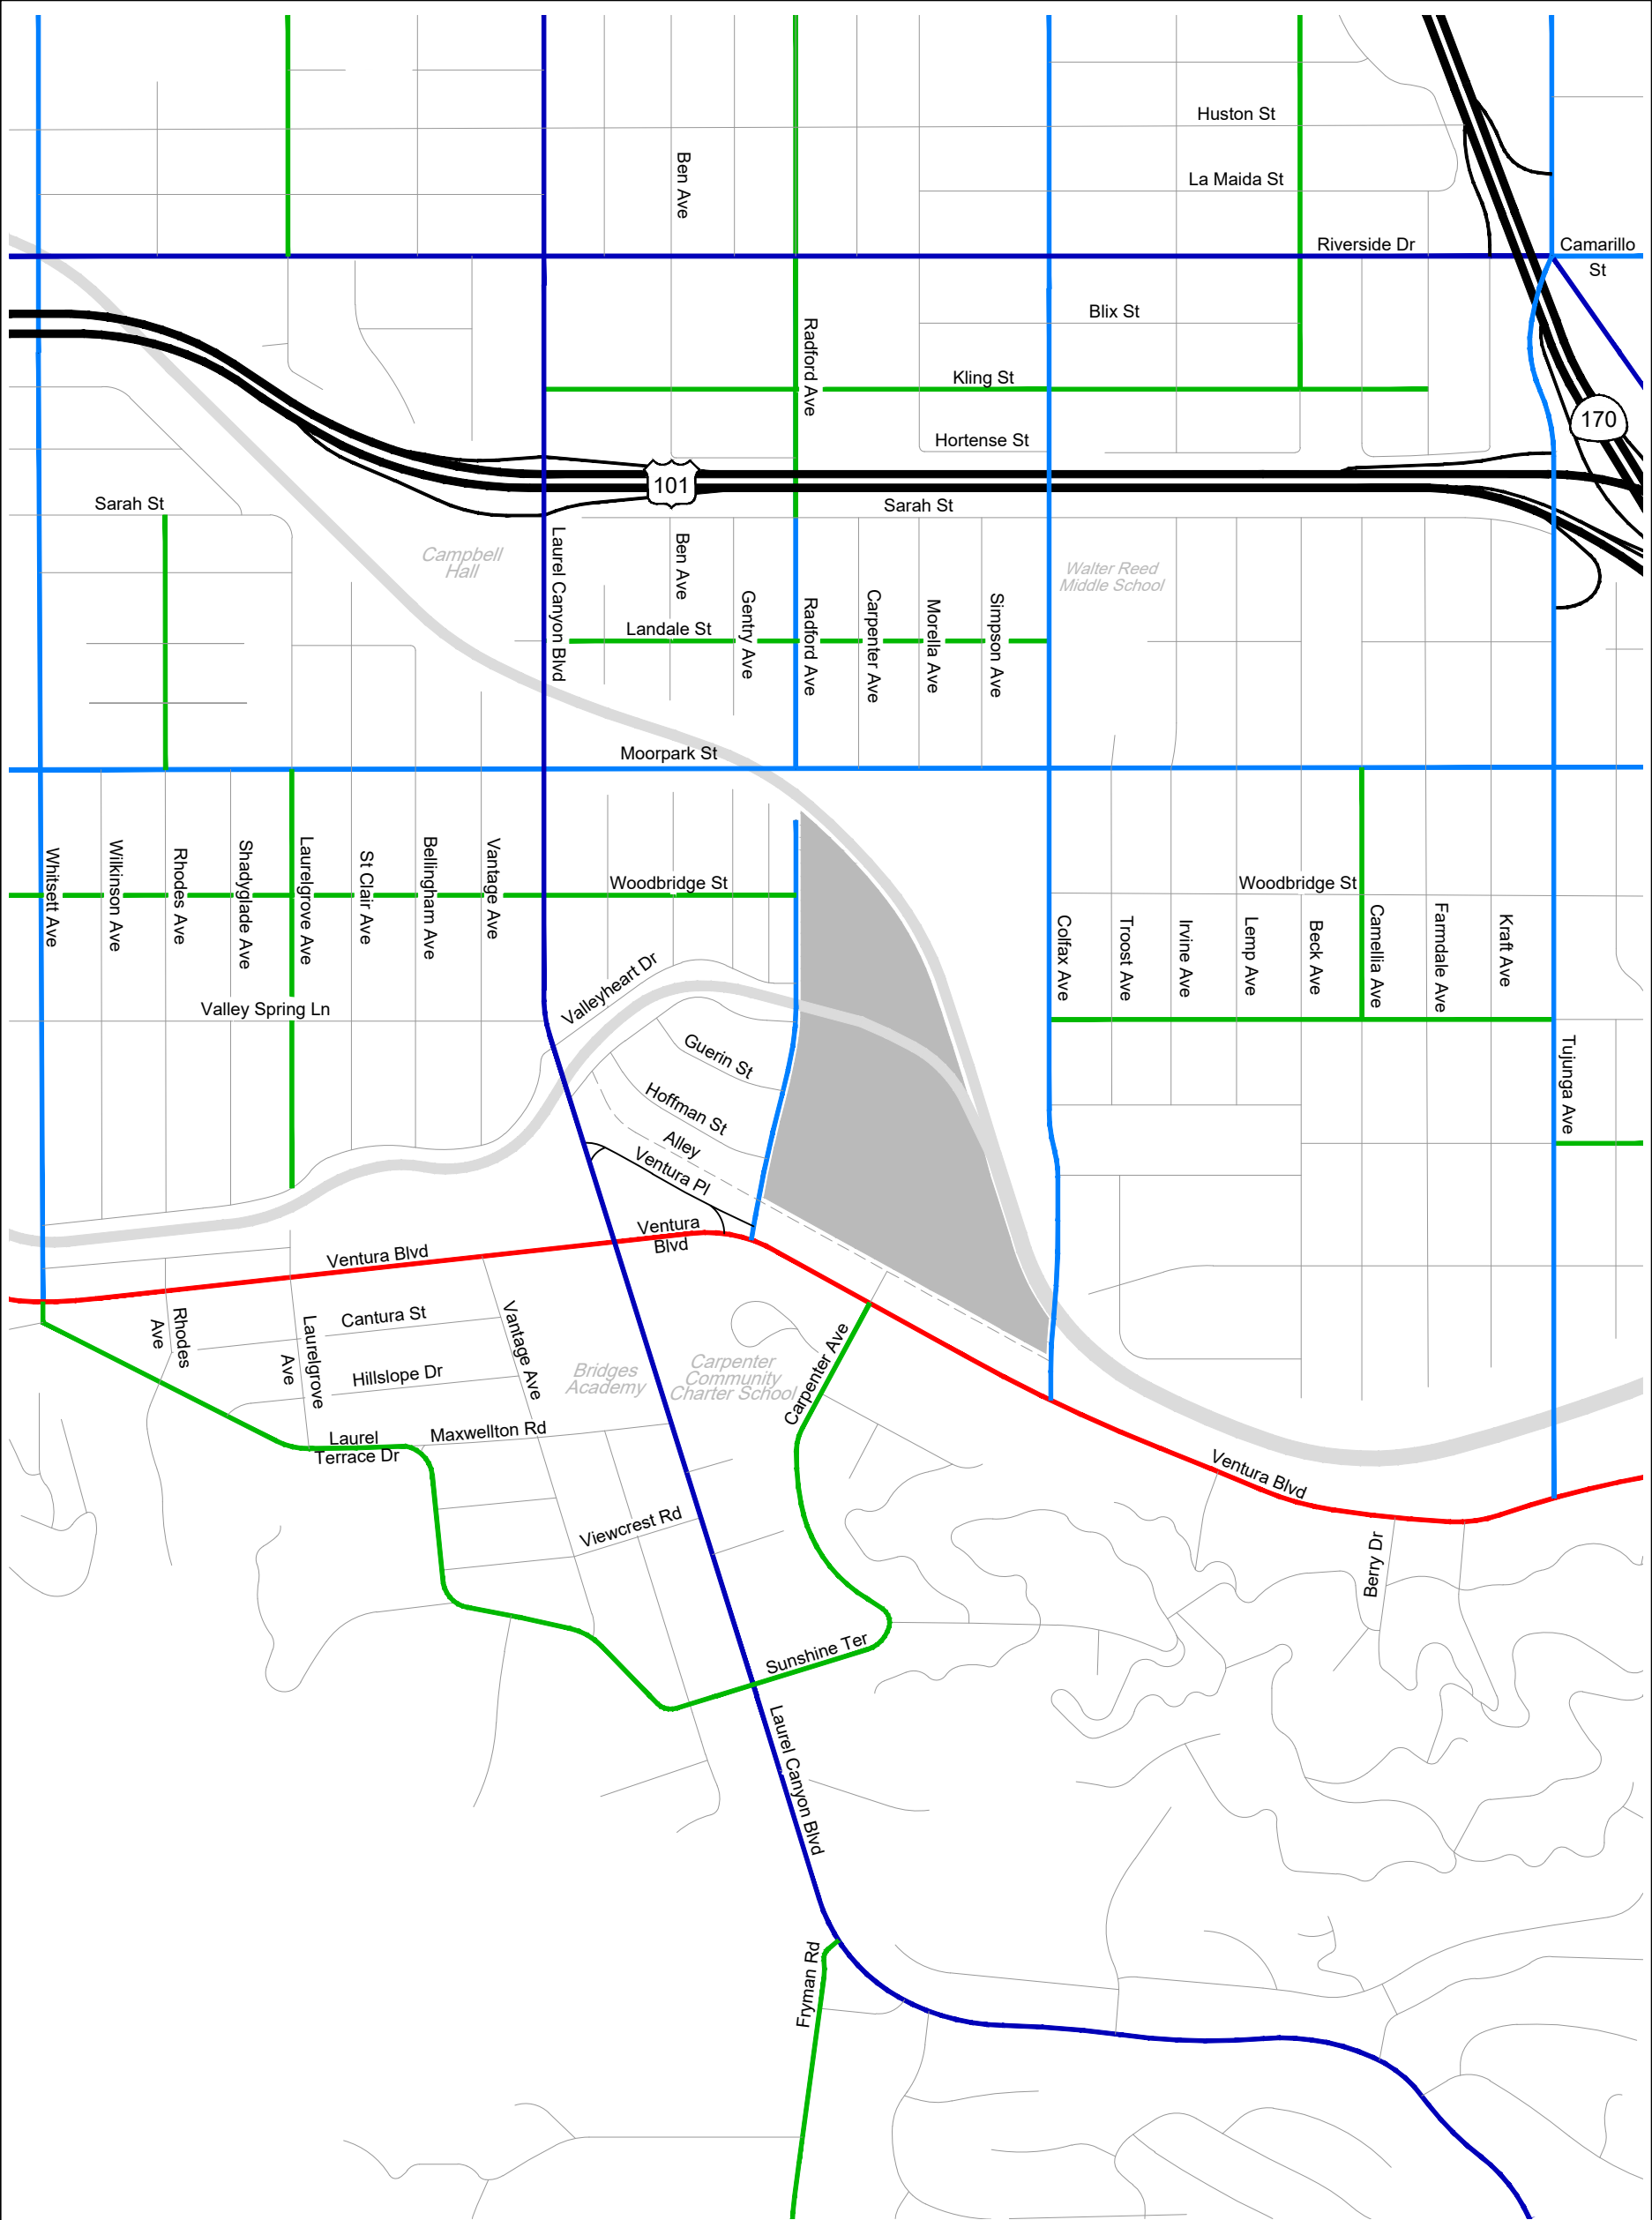 Huston St
Ben Ave
La Maida St
Riverside Dr
Camarillo
St
Blix St
Radford Ave
Kling St
170
Hortense St
101
Sarah St
Sarah St
Campbell
Hall
Laurel Canyon Blvd
Ben Ave
Walter Reed
Middle School
Gentry Ave
Radford Ave
Carpenter Ave
Morella Ave
Simpson Ave
Landale St
Moorpark St
Whitsett Ave
Wilkinson Ave
Rhodes Ave
Shadyglade Ave
Laurelgrove Ave
St Clair Ave
Bellingham Ave
Vantage Ave
Woodbridge St
Woodbridge St
Colfax Ave
Troost Ave
Irvine Ave
Lemp Ave
Beck Ave
Camellia Ave
Farmdale Ave
Kraft Ave
Valleyheart Dr
Valley Spring Ln
Guerin St
Tujunga Ave
Hoffman St
Alley
Ventura Pl
Ventura
Blvd
Ventura Blvd
Rhodes
Ave
Laurelgrove
Ave
Cantura St
Vantage Ave
Hillslope Dr
Bridges
Academy
Carpenter
Community
Charter School
Carpenter Ave
Laurel
Terrace Dr
Maxwellton Rd
Ventura Blvd
Viewcrest Rd
Berry Dr
Sunshine Ter
Laurel Canyon Blvd
Fryman Rd